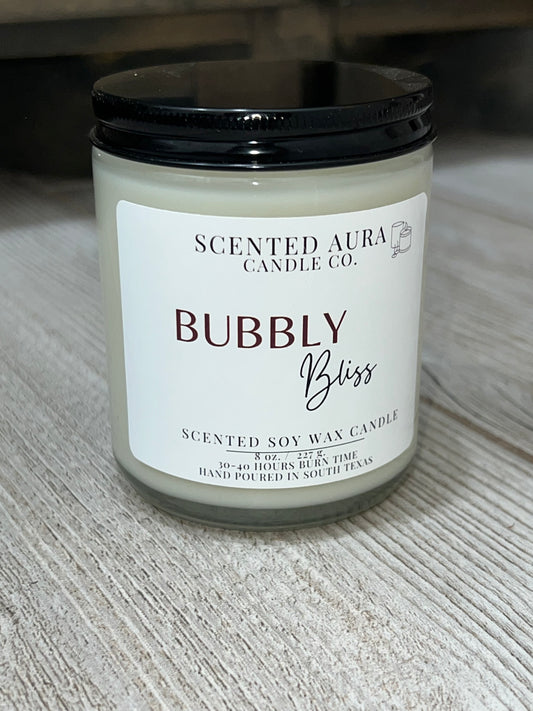 SCENTED AURA
CANDLE CO.
BUBBLY
Bliss
SCENTED SOY WAX CANDLE
8 oz. / 227 g.
30-40 HOURS BURN TIME
HAND POURED IN SOUTH TEXAS